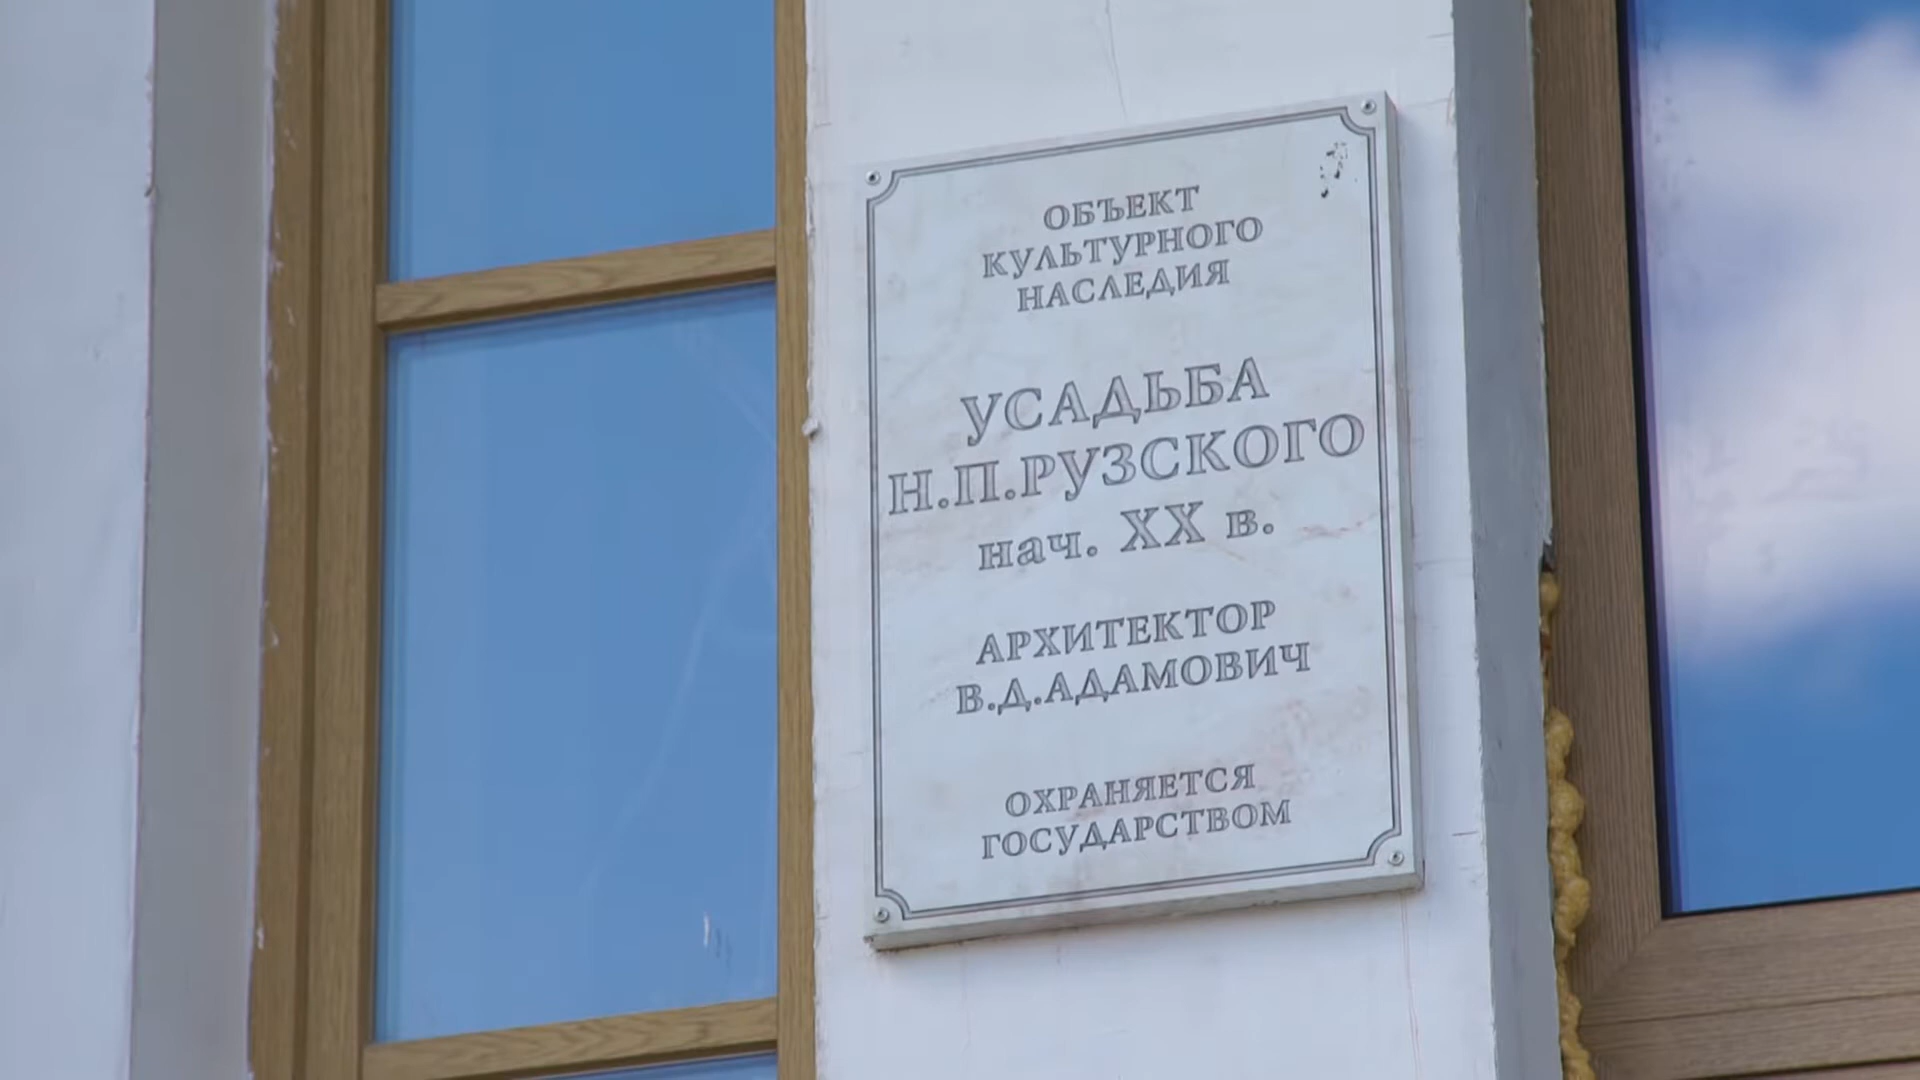 ОБЪЕКТ
КУЛЬТУРНОГО
НАСЛЕДИЯ
УСАДЬБА
Н.П.РУЗСКОГО
нач. XX в.
АРХИТЕКТОР
В.Д.АДАМОВИЧ
ОХРАНЯЕТСЯ
ГОСУДАРСТВОМ